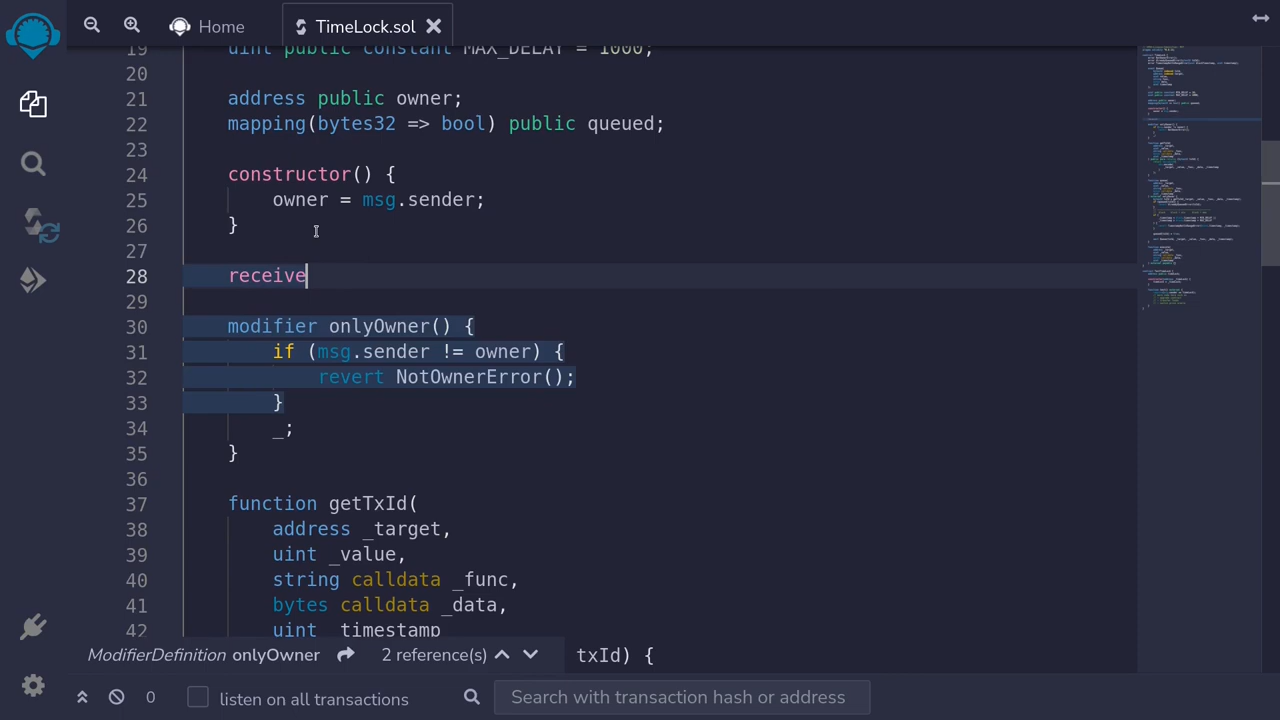 Home
TimeLock.sol
19 uint public constant MAX_DELAY = 1000;
20
21 address public owner;
22 mapping(bytes32 => bool) public queued;
23
24 constructor() {
25 owner = msg.sender;
26 }
27
28 receive
29
30 modifier onlyOwner() {
31 if (msg.sender != owner) {
32 revert NotOwnerError();
33 }
34 _;
35 }
36
37 function getTxId(
38 address _target,
39 uint _value,
40 string calldata _func,
41 bytes calldata _data,
42 uint _timestamp
ModifierDefinition onlyOwner 2 reference(s) txId) {
0 listen on all transactions Search with transaction hash or address